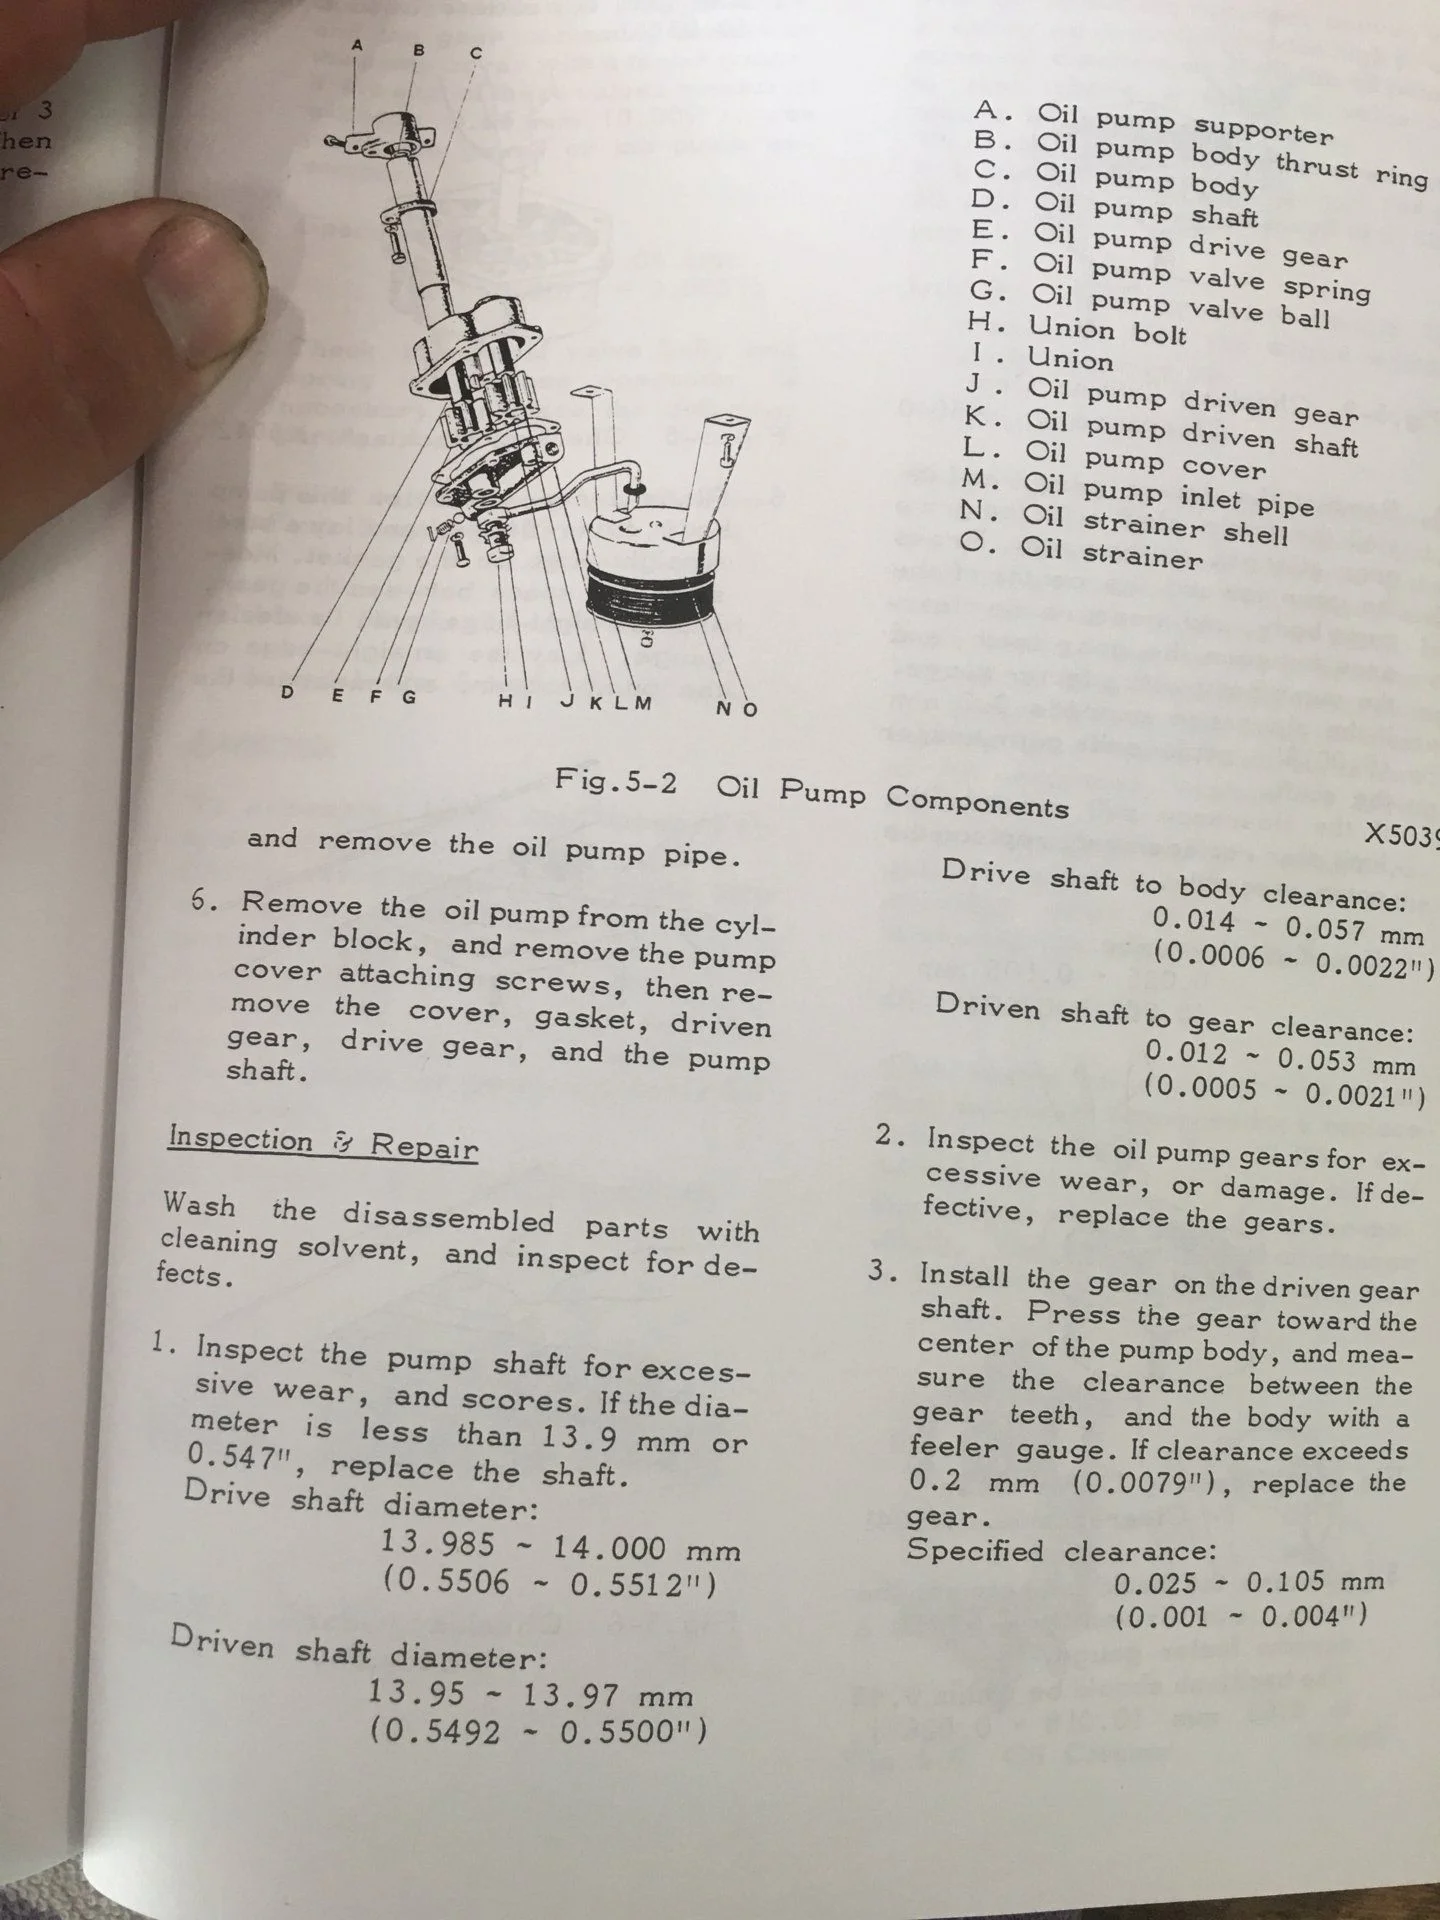 3
hen
re-
A B C
D E F G H I J K L M N O
A. Oil pump supporter
B. Oil pump body thrust ring
C. Oil pump body
D. Oil pump shaft
E. Oil pump drive gear
F. Oil pump valve spring
G. Oil pump valve ball
H. Union bolt
I. Union
J. Oil pump driven gear
K. Oil pump driven shaft
L. Oil pump cover
M. Oil pump inlet pipe
N. Oil strainer shell
O. Oil strainer
Fig.5-2 Oil Pump Components
X5039
and remove the oil pump pipe.
6. Remove the oil pump from the cyl-
inder block, and remove the pump
cover attaching screws, then re-
move the cover, gasket, driven
gear, drive gear, and the pump
shaft.
Inspection & Repair
Wash the disassembled parts with
cleaning solvent, and inspect for de-
fects.
1. Inspect the pump shaft for exces-
sive wear, and scores. If the dia-
meter is less than 13.9 mm or
0.547", replace the shaft.
Drive shaft diameter:
13.985 ~ 14.000 mm
(0.5506 ~ 0.5512")
Driven shaft diameter:
13.95 ~ 13.97 mm
(0.5492 ~ 0.5500")
Drive shaft to body clearance:
0.014 ~ 0.057 mm
(0.0006 ~ 0.0022")
Driven shaft to gear clearance:
0.012 ~ 0.053 mm
(0.0005 ~ 0.0021")
2. Inspect the oil pump gears for ex-
cessive wear, or damage. If de-
fective, replace the gears.
3. Install the gear on the driven gear
shaft. Press the gear toward the
center of the pump body, and mea-
sure the clearance between the
gear teeth, and the body with a
feeler gauge. If clearance exceeds
0.2 mm (0.0079"), replace the
gear.
Specified clearance:
0.025 ~ 0.105 mm
(0.001 ~ 0.004")